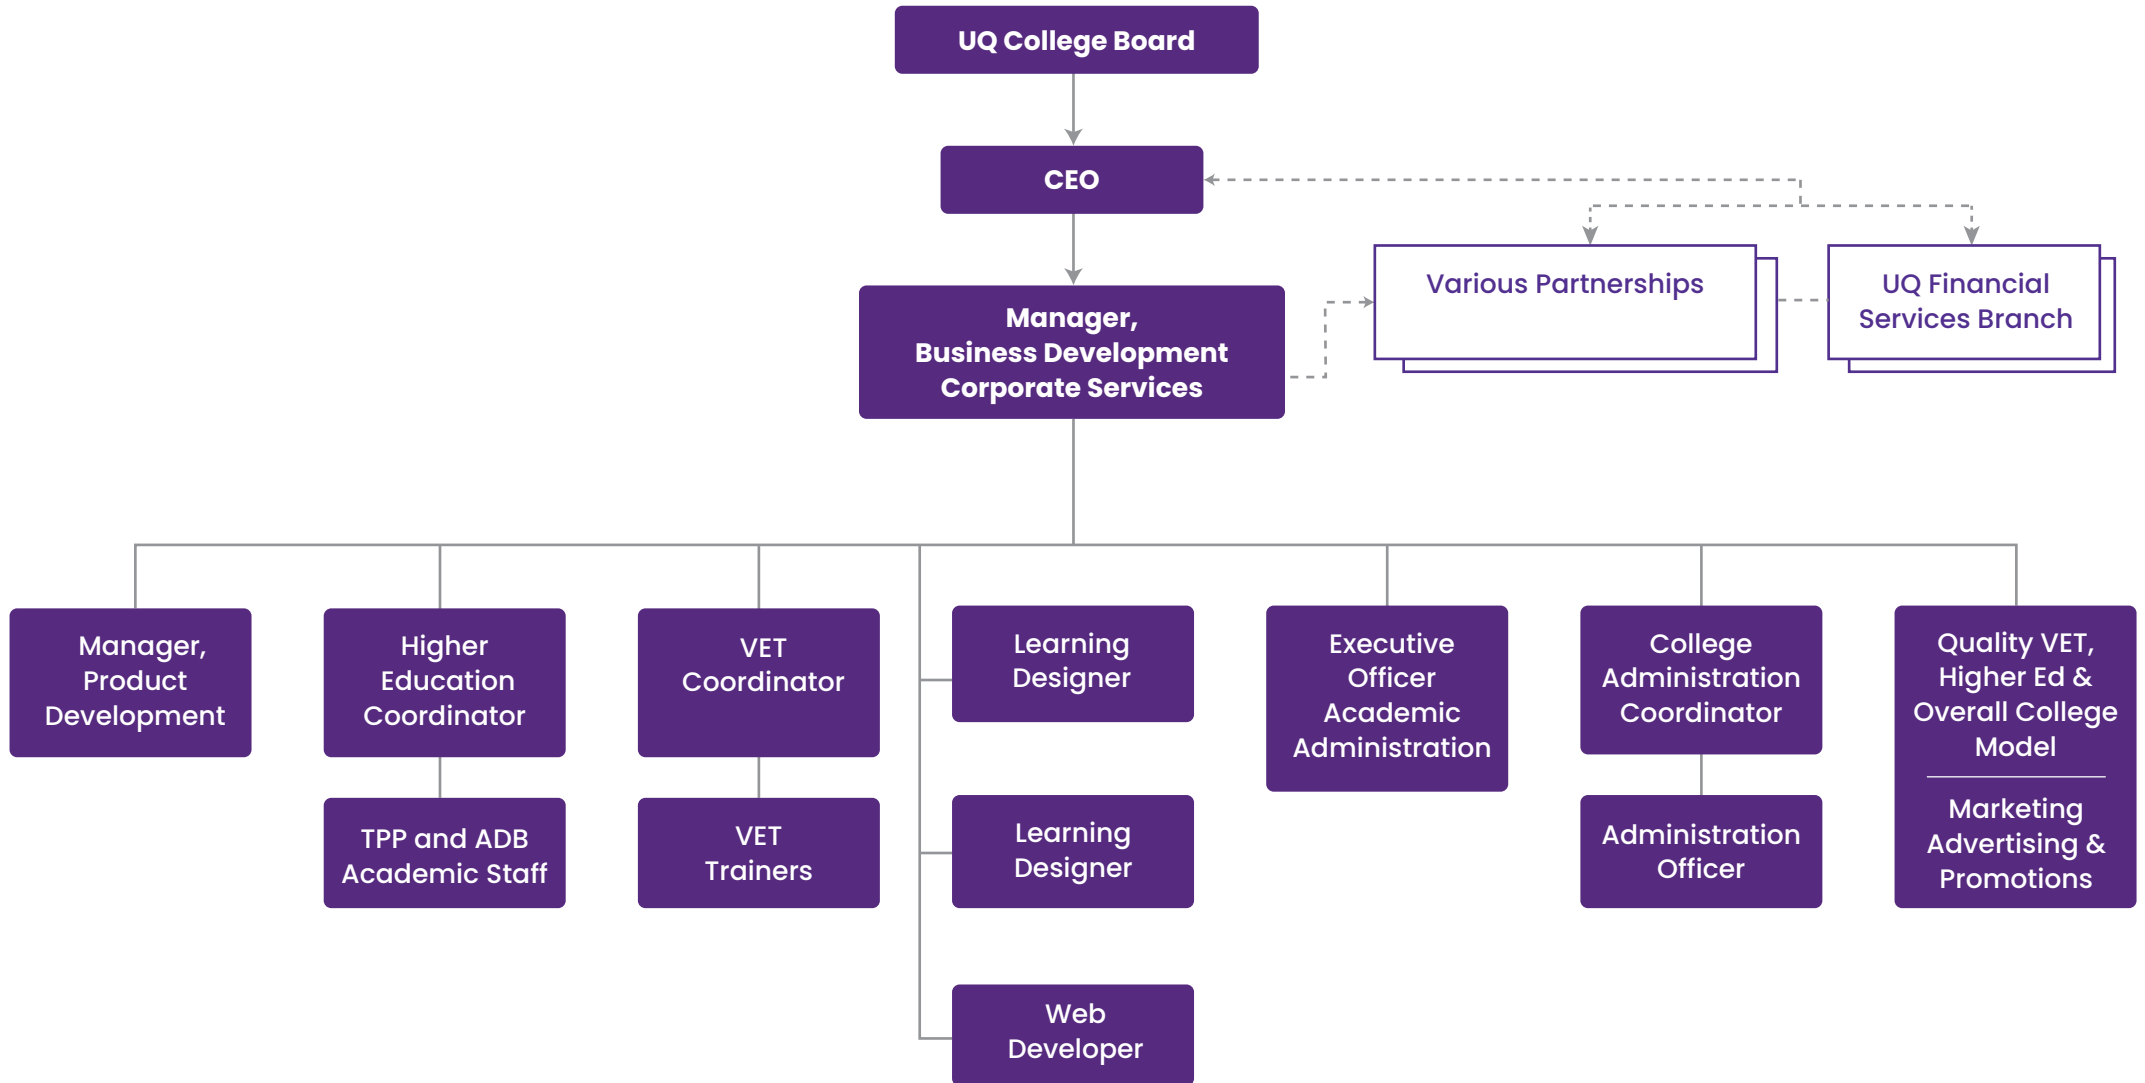 UQ College Board
CEO
Manager,
Business Development
Corporate Services
Various Partnerships
UQ Financial
Services Branch
Manager,
Product
Development
Higher
Education
Coordinator
TPP and ADB
Academic Staff
VET
Coordinator
VET
Trainers
Learning
Designer
Learning
Designer
Web
Developer
Executive
Officer
Academic
Administration
College
Administration
Coordinator
Administration
Officer
Quality VET,
Higher Ed &
Overall College
Model
Marketing
Advertising &
Promotions